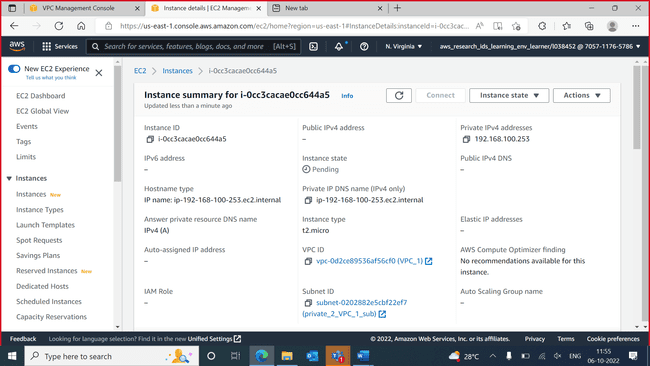 VPC Management Console
Instance details | EC2 Manageme
New tab
https://us-east-1.console.aws.amazon.com/ec2/home?region=us-east-1#InstanceDetails:instanceId=i-0cc3cac...
aws
Services
Search for services, features, blogs, docs, and more
[Alt+S]
N. Virginia
aws_research_ids_learning_env_learner/l038452 @ 7057-1176-5786
New EC2 Experience
Tell us what you think
EC2 Dashboard
EC2 Global View
Events
Tags
Limits
Instances
Instances New
Instance Types
Launch Templates
Spot Requests
Savings Plans
Reserved Instances New
Dedicated Hosts
Scheduled Instances
Capacity Reservations
EC2 > Instances > i-0cc3cacae0cc644a5
Instance summary for i-0cc3cacae0cc644a5 Info
Updated less than a minute ago
Connect
Instance state
Actions
Instance ID
i-0cc3cacae0cc644a5
Public IPv4 address
–
Private IPv4 addresses
192.168.100.253
IPv6 address
–
Instance state
Pending
Public IPv4 DNS
–
Hostname type
IP name: ip-192-168-100-253.ec2.internal
Private IP DNS name (IPv4 only)
ip-192-168-100-253.ec2.internal
Answer private resource DNS name
IPv4 (A)
Instance type
t2.micro
Elastic IP addresses
–
Auto-assigned IP address
–
VPC ID
vpc-0d2ce89536af56cf0 (VPC_1)
AWS Compute Optimizer finding
No recommendations available for this
instance.
IAM Role
–
Subnet ID
subnet-0202882e5cbf22ef7
(private_2_VPC_1_sub)
Auto Scaling Group name
–
Feedback
Looking for language selection? Find it in the new Unified Settings
© 2022, Amazon Web Services, Inc. or its affiliates.
Privacy
Terms
Cookie preferences
Type here to search
28°C
ENG
11:55
06-10-2022